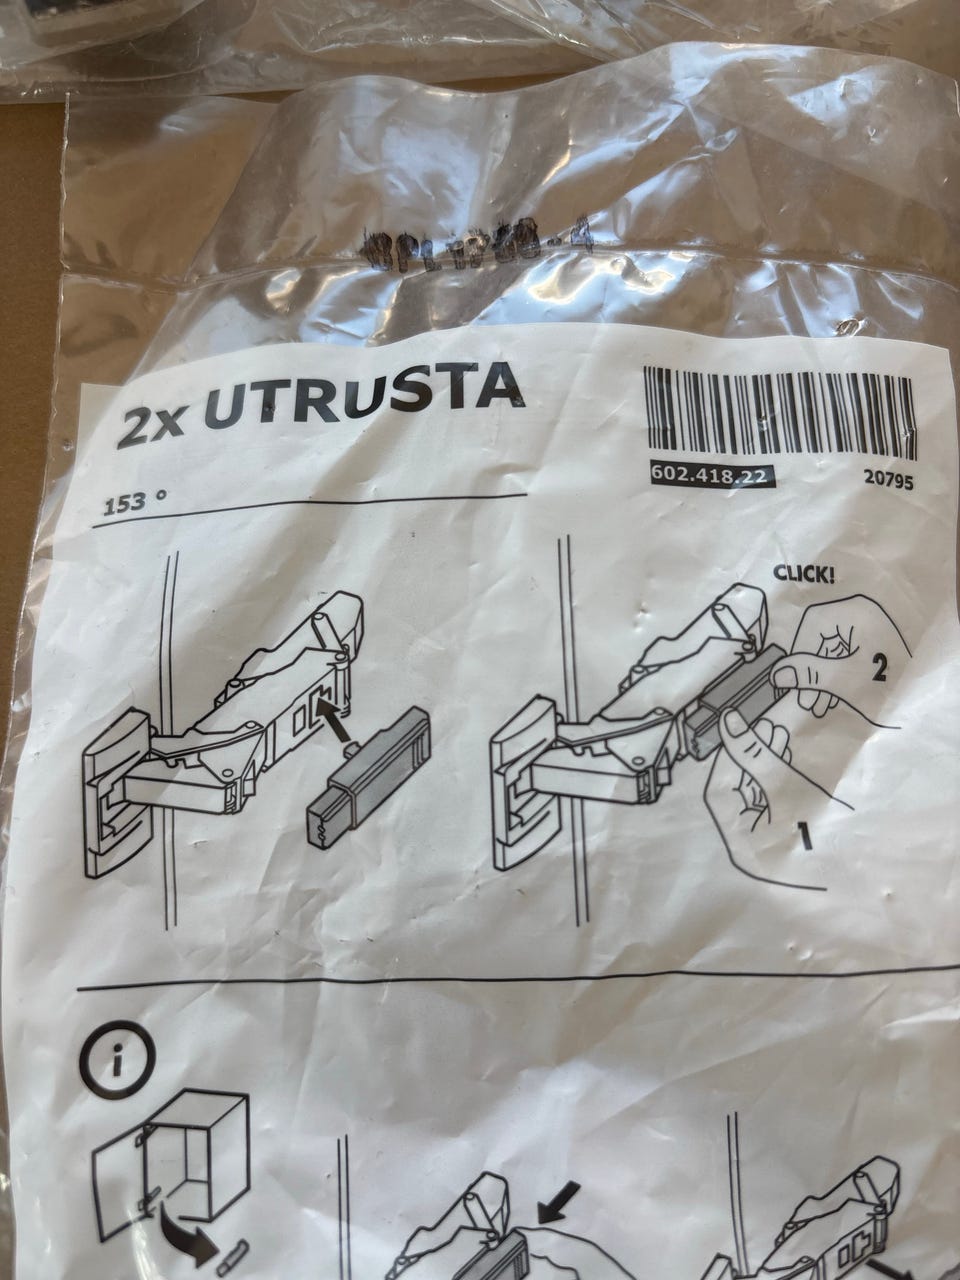 2x UTRUSTA
602.418.22
20795
153 °
CLICK!
2
1
i